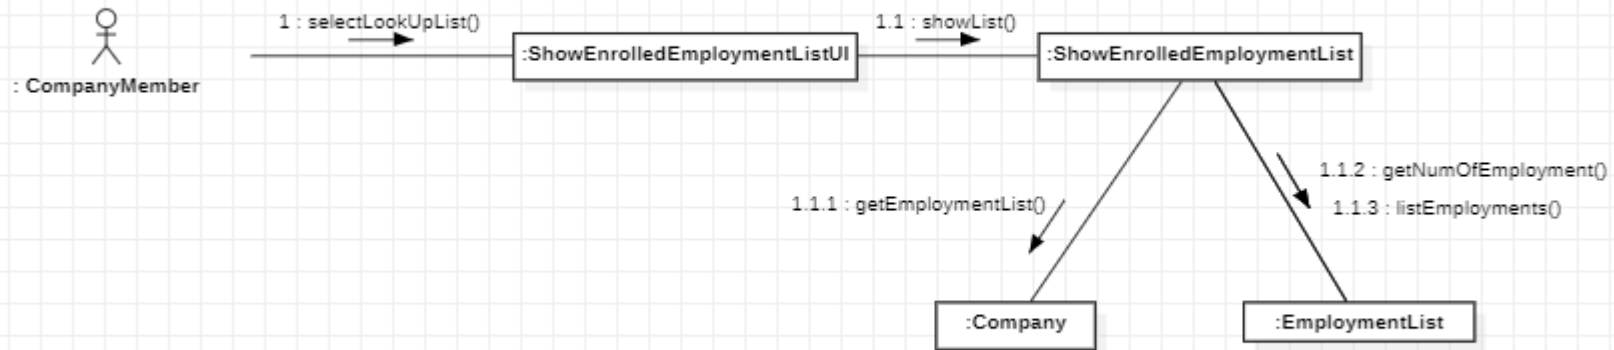 1 : selectLookUpList()
1.1 : showList()
:ShowEnrolledEmploymentListUI
:ShowEnrolledEmploymentList
: CompanyMember
1.1.2 : getNumOfEmployment()
1.1.1 : getEmploymentList()
1.1.3 : listEmployments()
:Company
:EmploymentList